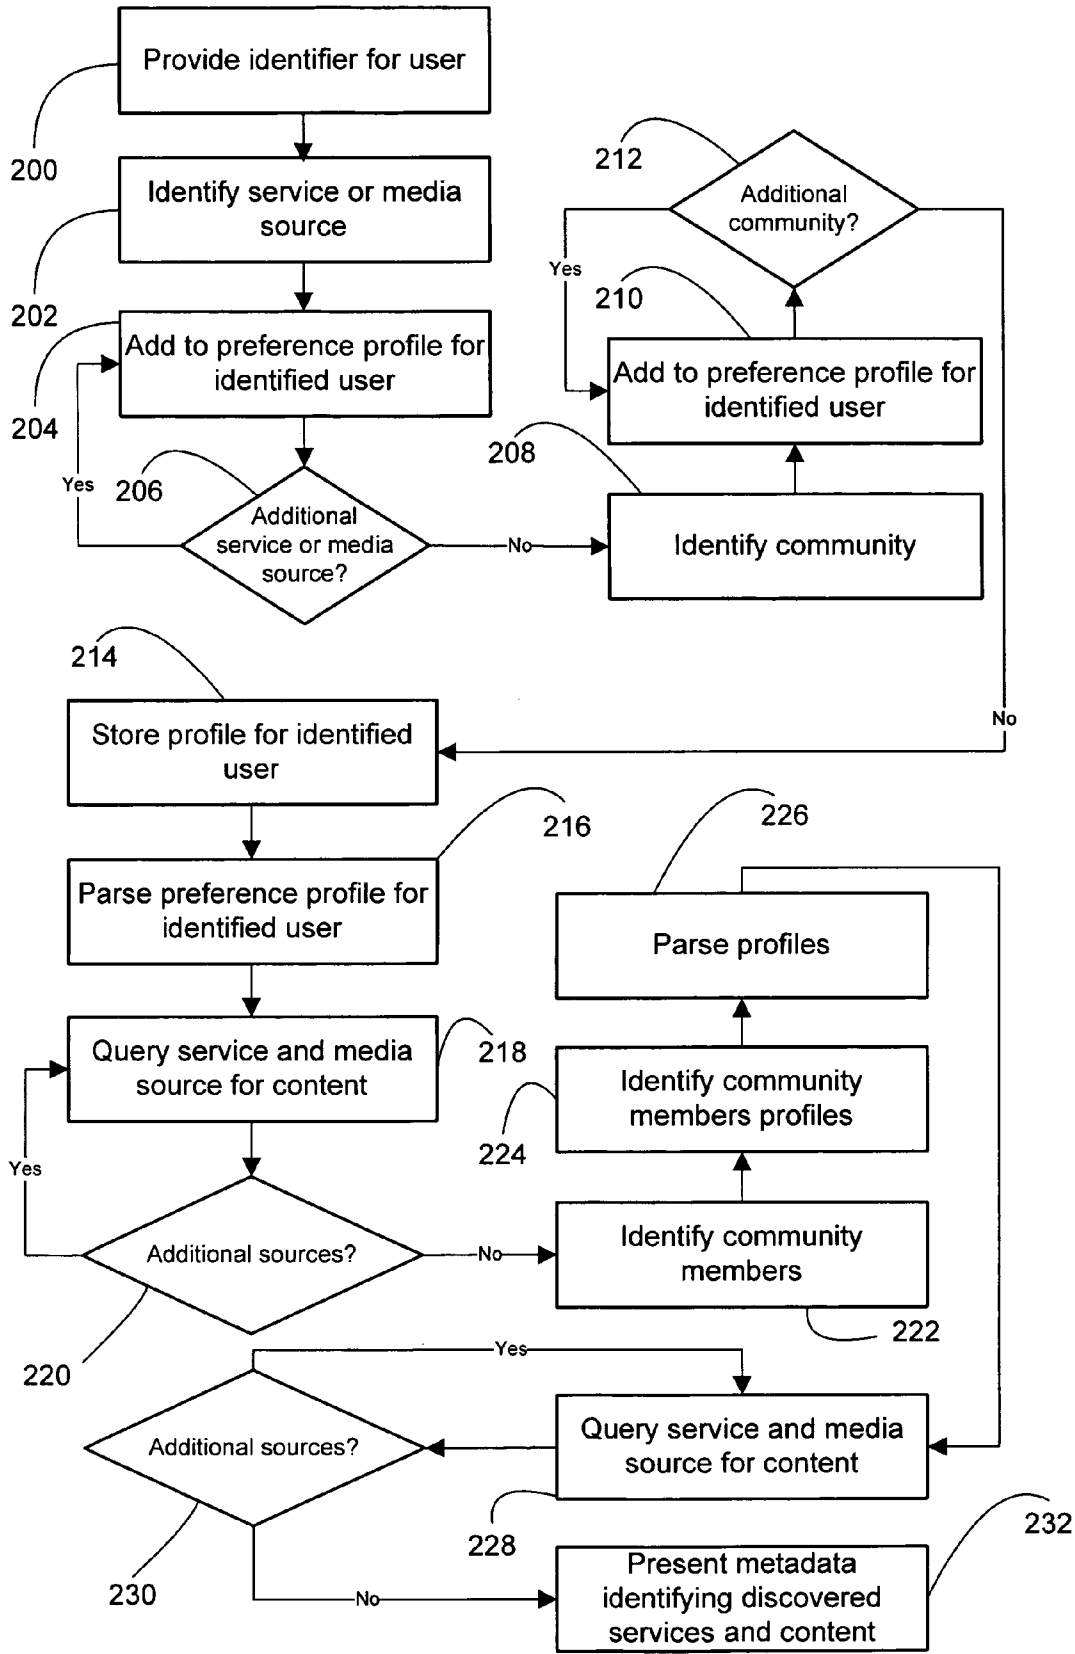 Provide identifier for user
200
Identify service or media
source
202
Add to preference profile for
identified user
204
Yes
206
Additional
service or media
source?
No
212
Additional
community?
Yes
210
Add to preference profile for
identified user
208
Identify community
No
214
Store profile for identified
user
216
Parse preference profile for
identified user
218
Query service and media
source for content
Yes
Additional sources?
220
No
226
Parse profiles
224
Identify community
members profiles
Identify community
members
222
Yes
Additional sources?
230
Query service and media
source for content
228
No
232
Present metadata
identifying discovered
services and content